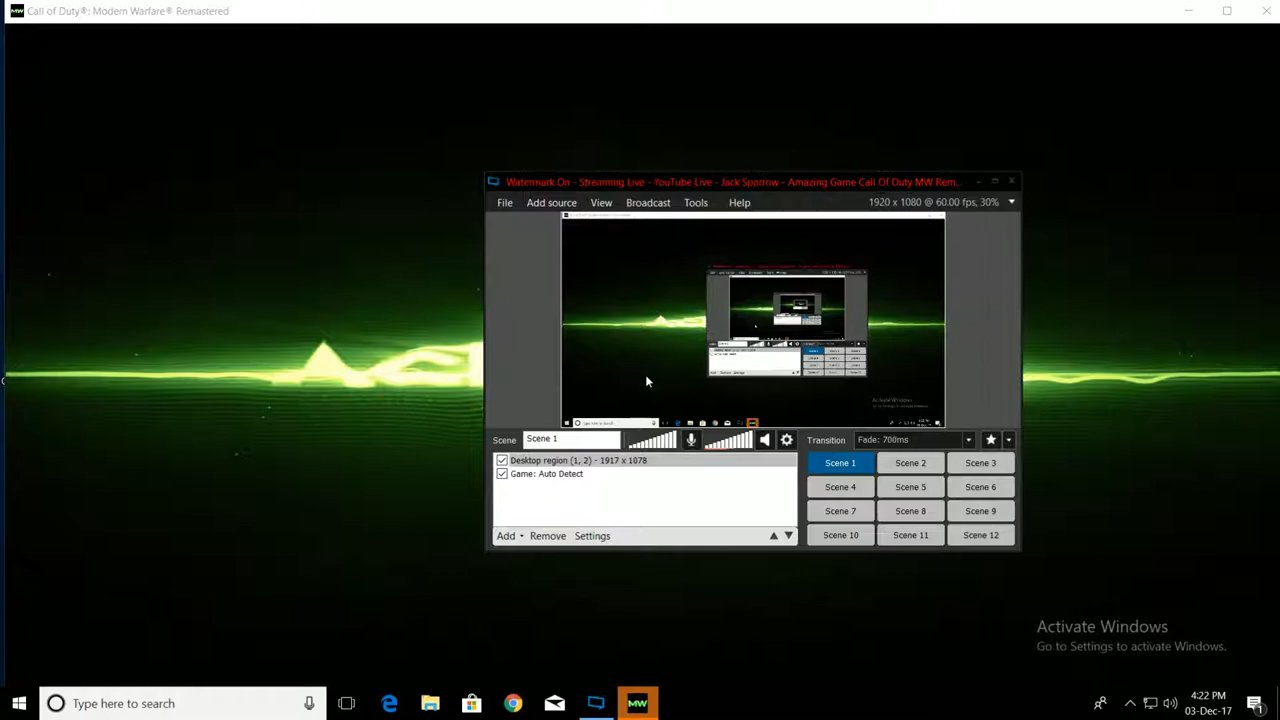 MW Call of Duty®: Modern Warfare® Remastered
Watermark On - Streaming Live - YouTube Live - Jack Sparrow - Amazing Game Call Of Duty MW Rem...
File Add source View Broadcast Tools Help 1920 x 1080 @ 60.00 fps, 30%
Scene Scene 1 Transition Fade: 700ms
Desktop region (1, 2) - 1917 x 1078
Game: Auto Detect
Add Remove Settings
Scene 1 Scene 2 Scene 3
Scene 4 Scene 5 Scene 6
Scene 7 Scene 8 Scene 9
Scene 10 Scene 11 Scene 12
Activate Windows
Go to Settings to activate Windows.
Type here to search
MW
4:22 PM
03-Dec-17
1